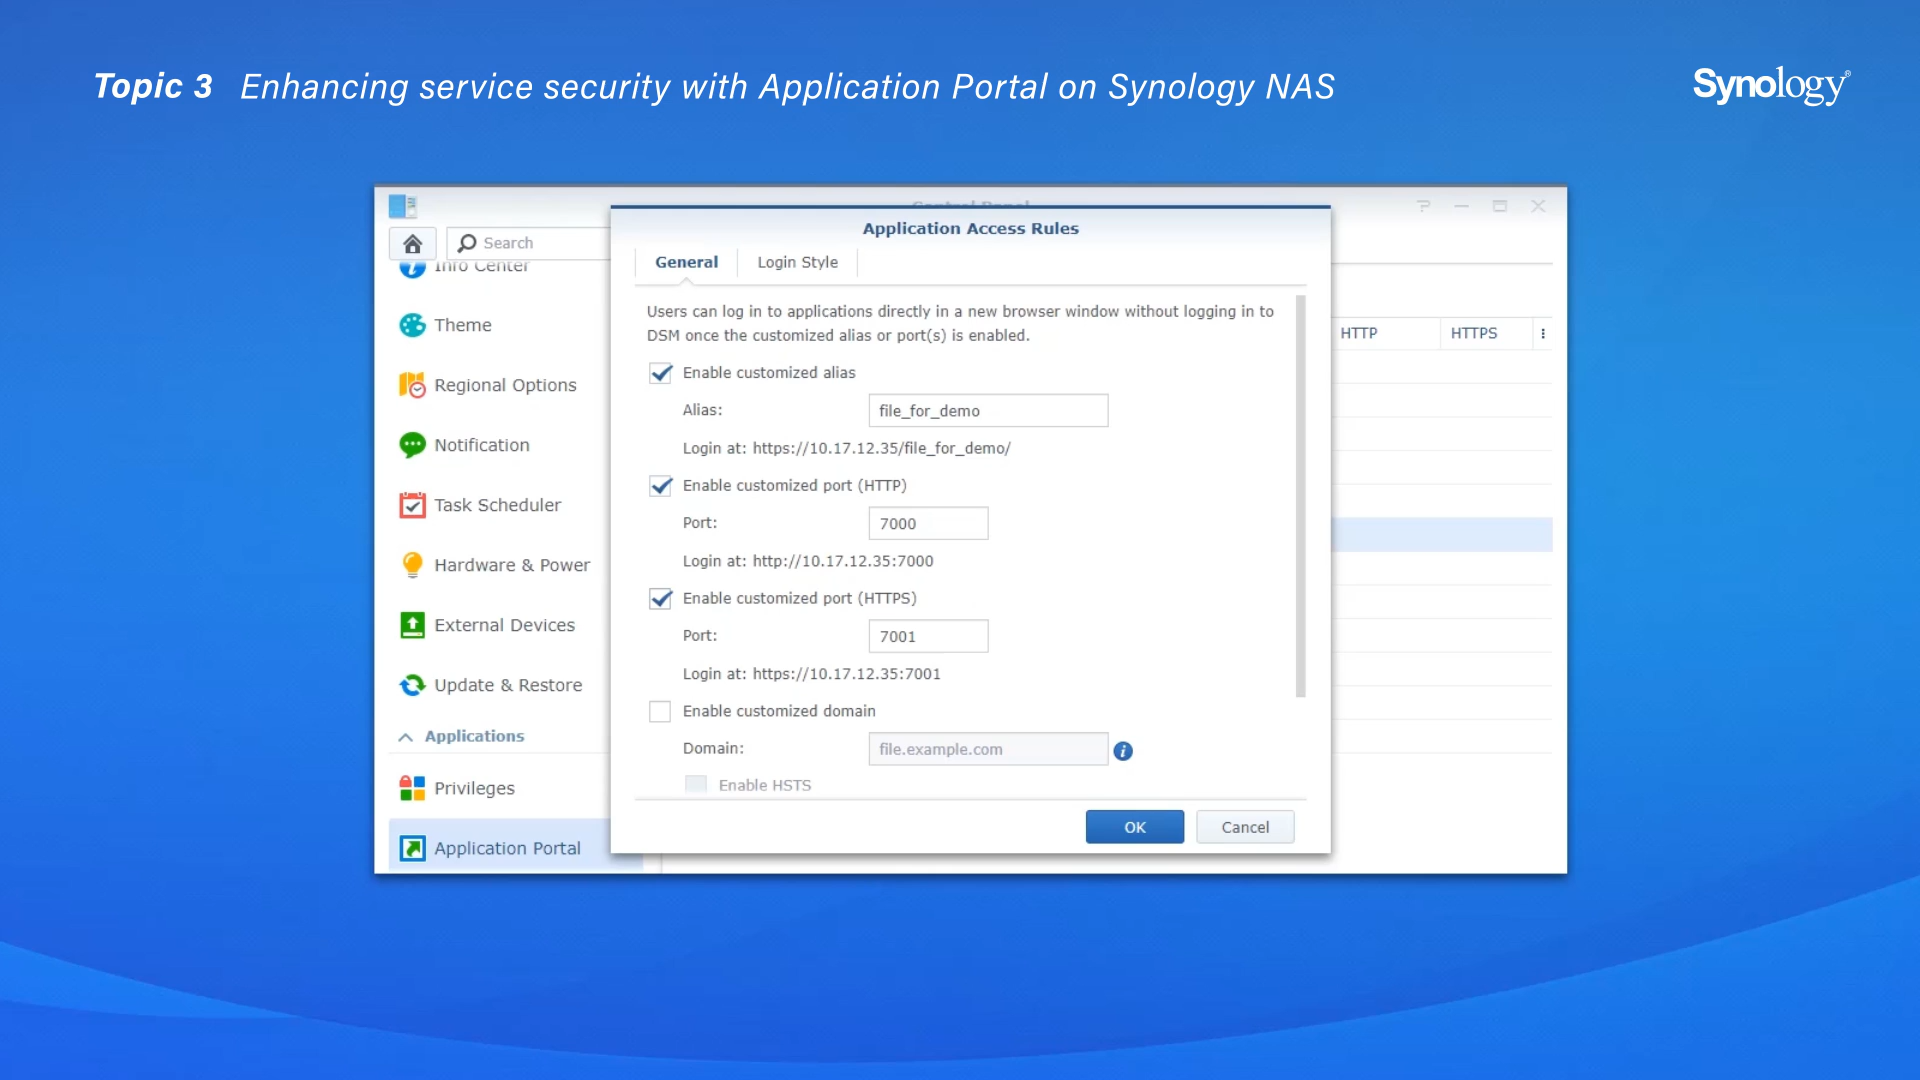 Topic 3 Enhancing service security with Application Portal on Synology NAS
Synology®
Control Panel
Search
Info Center
Theme
Regional Options
Notification
Task Scheduler
Hardware & Power
External Devices
Update & Restore
Applications
Privileges
Application Portal
Application Access Rules
General
Login Style
Users can log in to applications directly in a new browser window without logging in to
DSM once the customized alias or port(s) is enabled.
Enable customized alias
Alias: file_for_demo
Login at: https://10.17.12.35/file_for_demo/
Enable customized port (HTTP)
Port: 7000
Login at: http://10.17.12.35:7000
Enable customized port (HTTPS)
Port: 7001
Login at: https://10.17.12.35:7001
Enable customized domain
Domain: file.example.com
Enable HSTS
OK
Cancel
HTTP
HTTPS